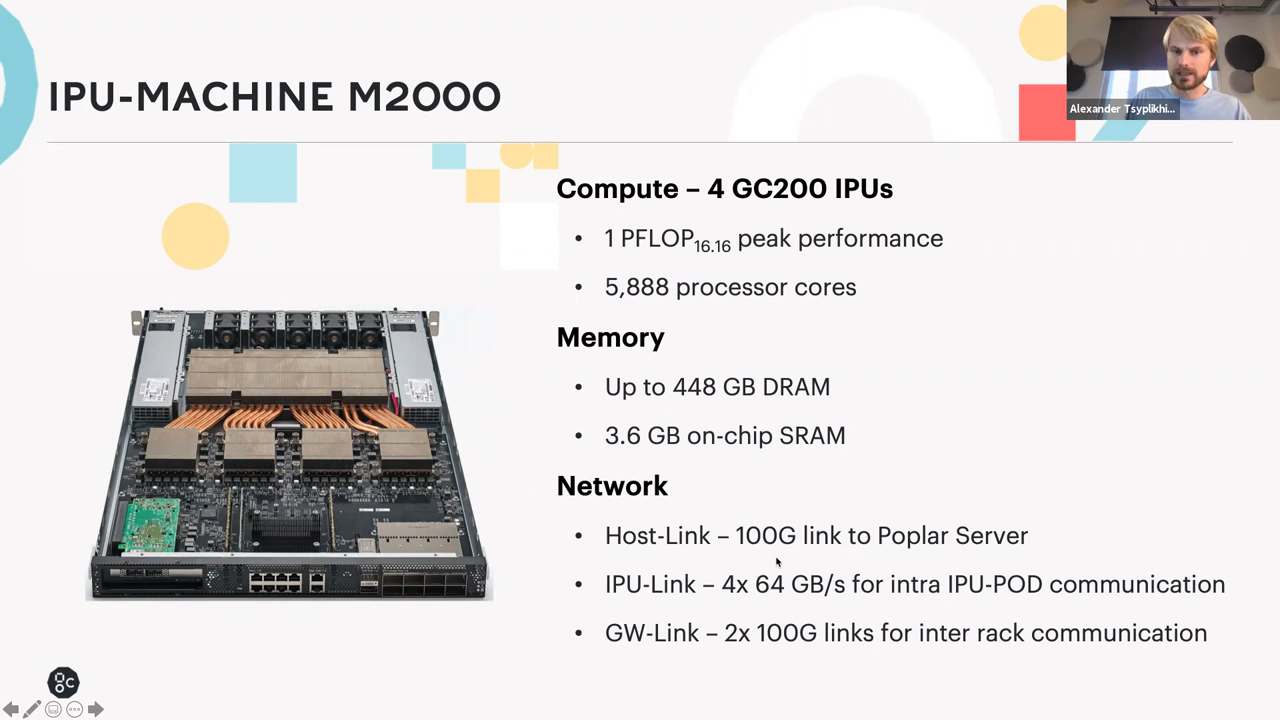 IPU-MACHINE M2000
Alexander Tsyplikhi...
Compute – 4 GC200 IPUs
• 1 PFLOP16.16 peak performance
• 5,888 processor cores
Memory
• Up to 448 GB DRAM
• 3.6 GB on-chip SRAM
Network
• Host-Link – 100G link to Poplar Server
• IPU-Link – 4x 64 GB/s for intra IPU-POD communication
• GW-Link – 2x 100G links for inter rack communication